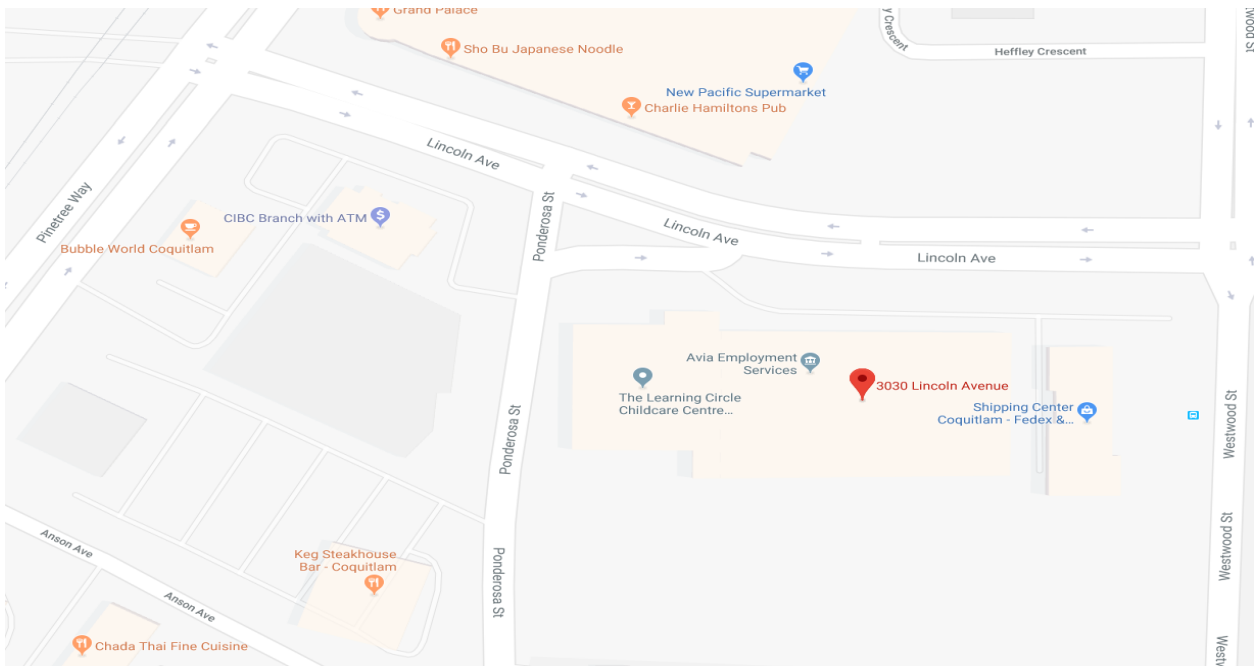 Grand Palace
Sho Bu Japanese Noodle
Heffley Crescent
New Pacific Supermarket
Charlie Hamiltons Pub
Lincoln Ave
Pinetree Way
CIBC Branch with ATM
Bubble World Coquitlam
Ponderosa St
Lincoln Ave
Lincoln Ave
Avia Employment
Services
The Learning Circle
Childcare Centre...
3030 Lincoln Avenue
Shipping Center
Coquitlam - Fedex &...
Ponderosa St
Westwood St
Westwood St
Anson Ave
Keg Steakhouse
Bar - Coquitlam
Ponderosa St
Anson Ave
Chada Thai Fine Cuisine